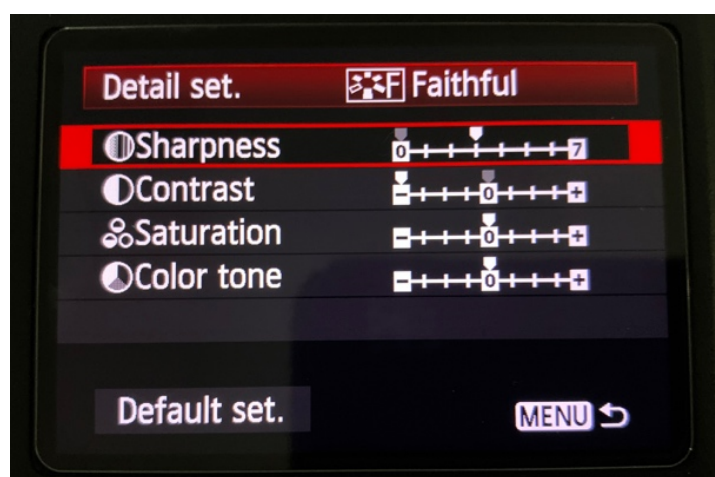 Detail set. F Faithful
Sharpness 0 7
Contrast - 0 +
Saturation - 0 +
Color tone - 0 +
Default set. MENU